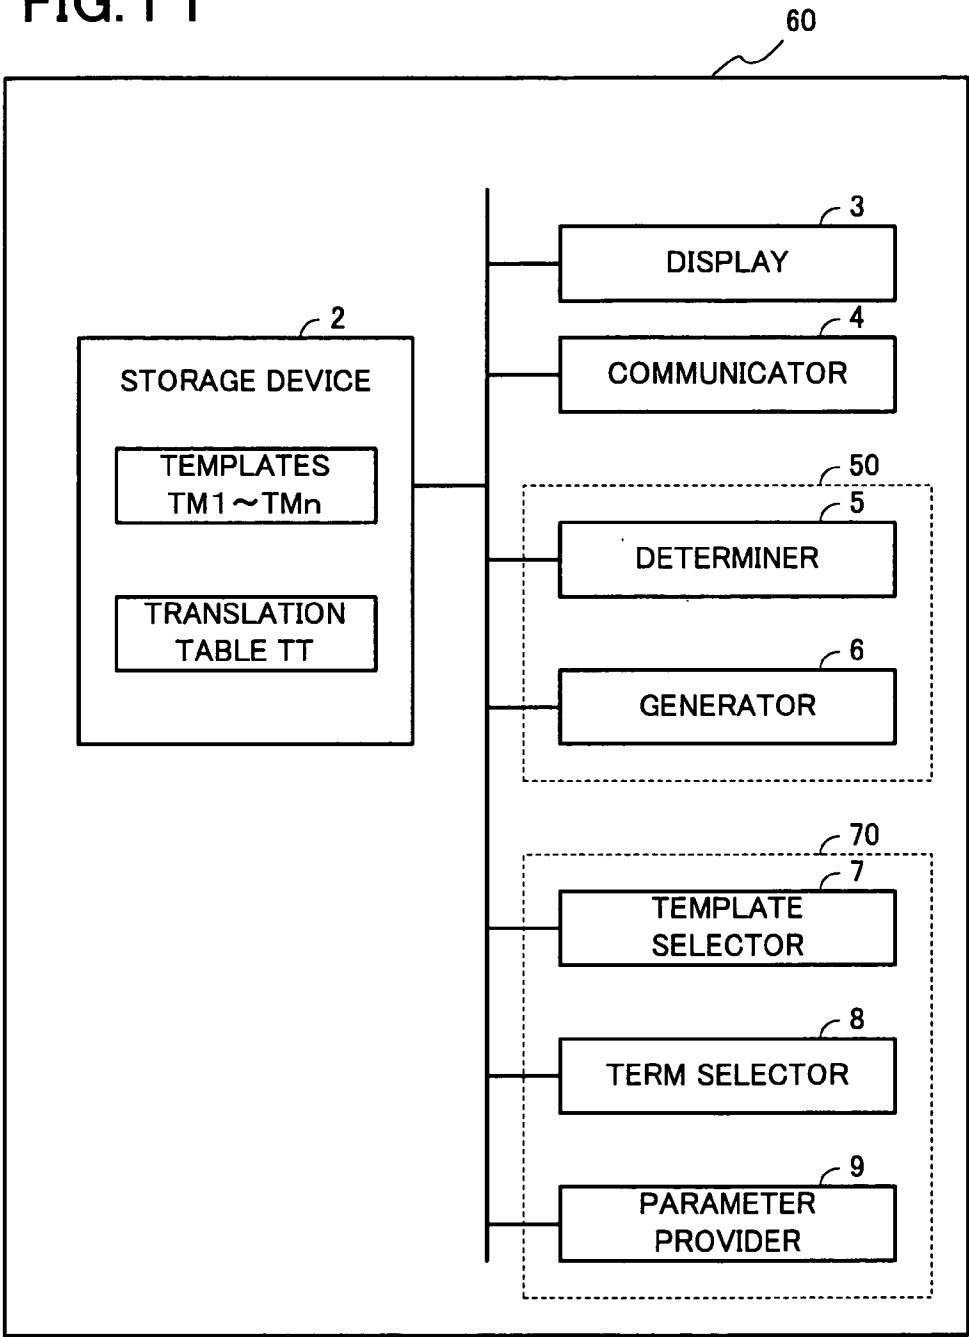 FIG. 11
60
3
DISPLAY
2
4
STORAGE DEVICE
COMMUNICATOR
TEMPLATES
TM1～TMn
50
5
DETERMINER
TRANSLATION
TABLE TT
6
GENERATOR
70
7
TEMPLATE
SELECTOR
8
TERM SELECTOR
9
PARAMETER
PROVIDER